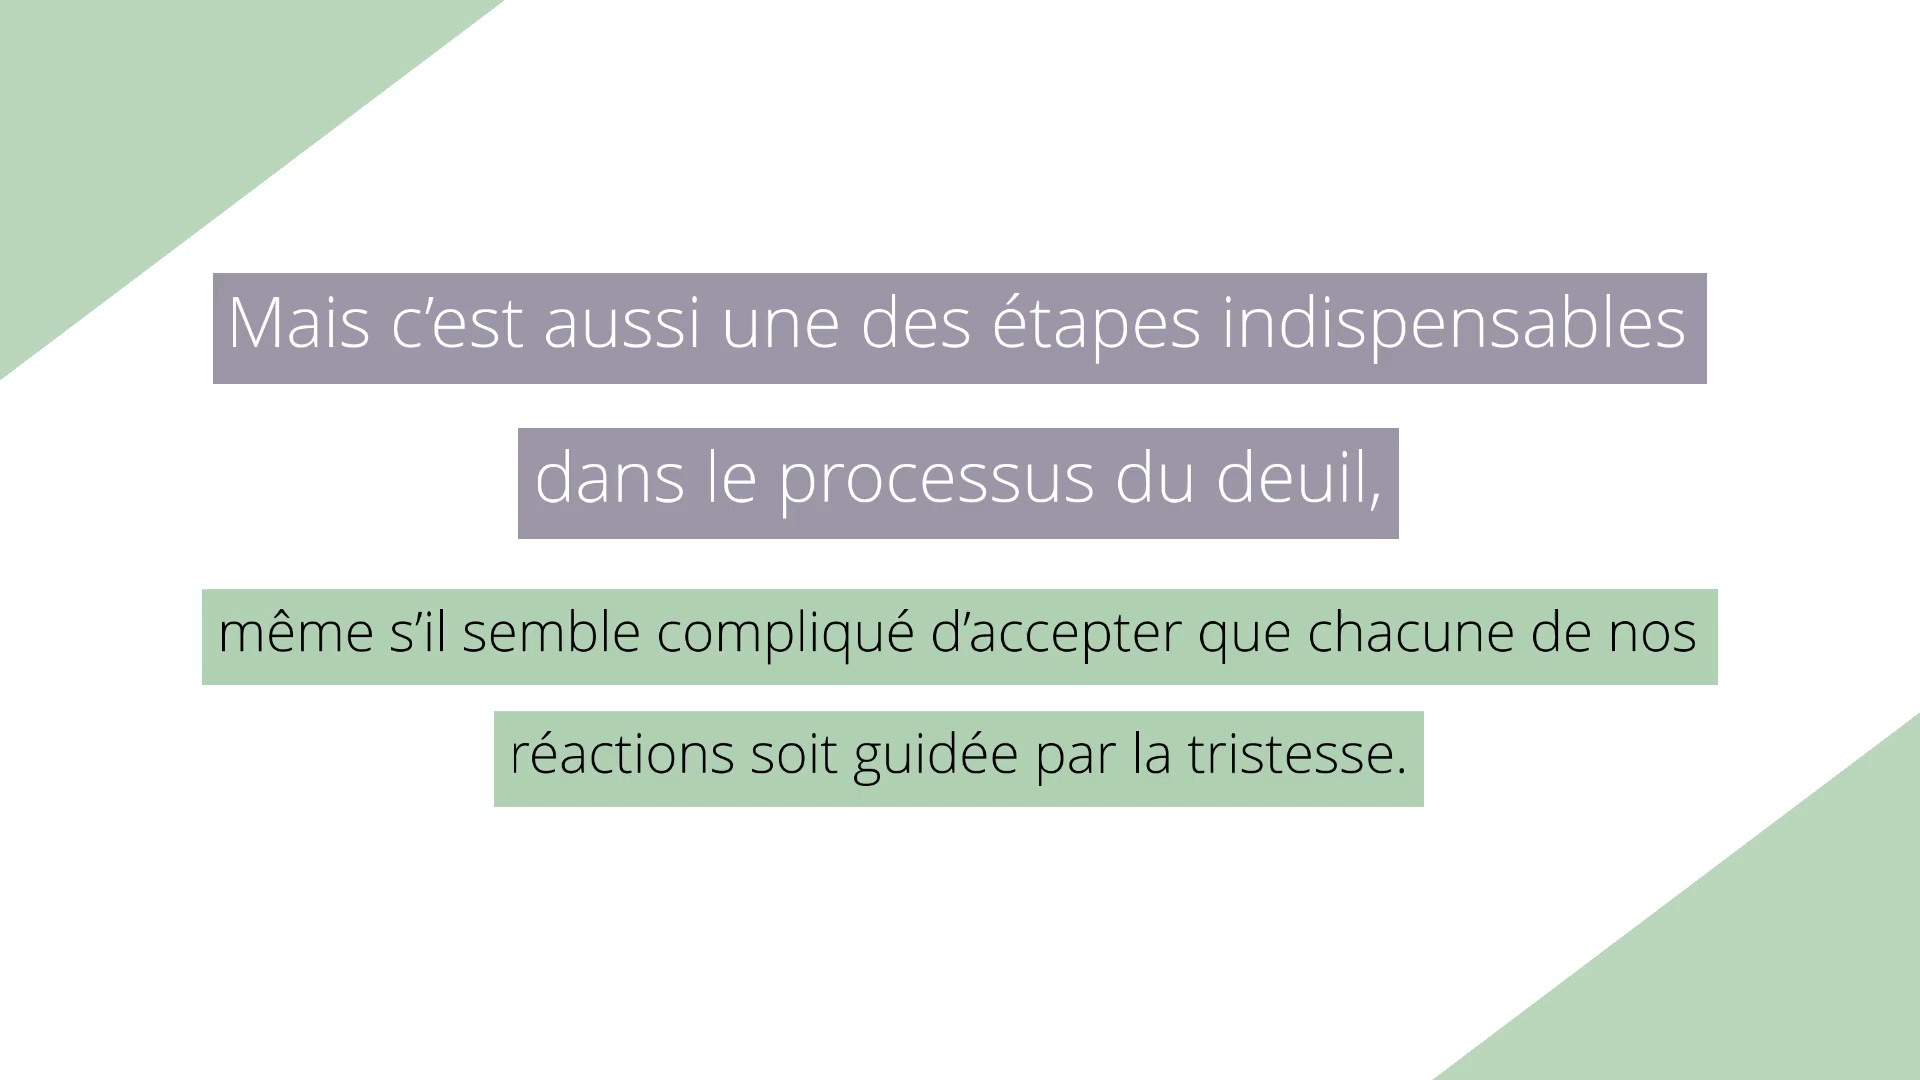 Mais c’est aussi une des étapes indispensables
dans le processus du deuil,
même s’il semble compliqué d’accepter que chacune de nos
réactions soit guidée par la tristesse.